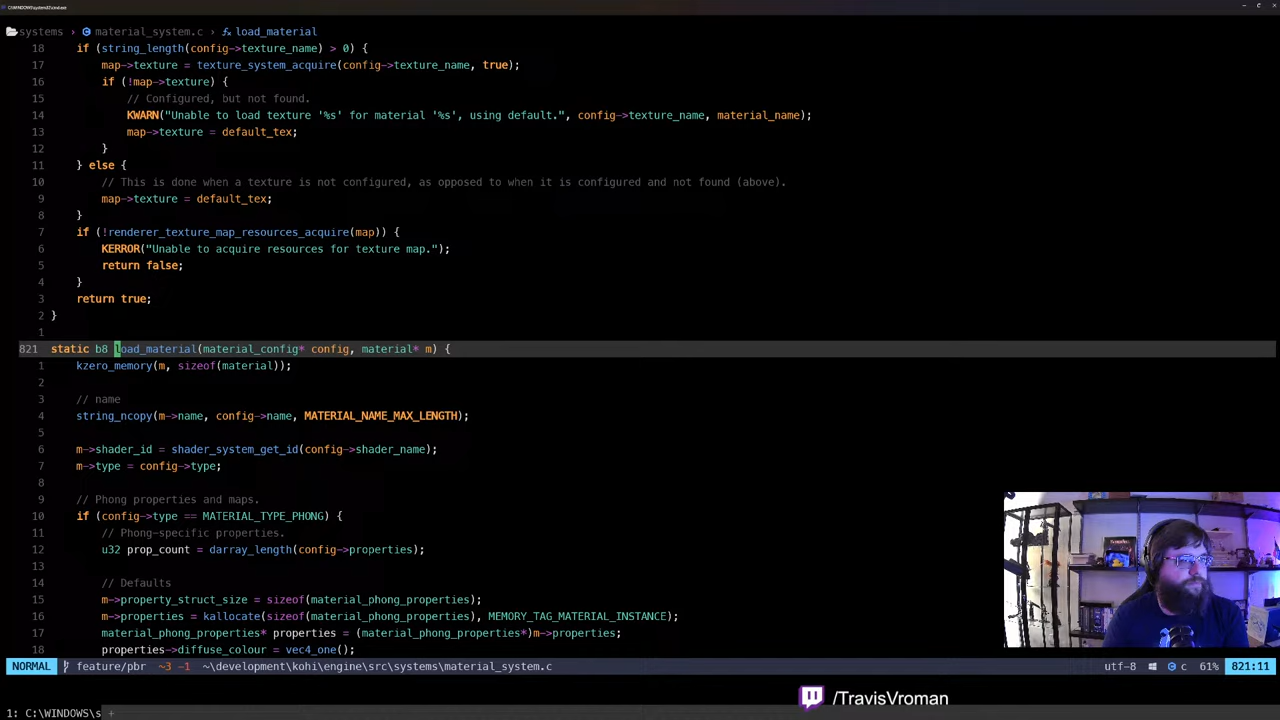 C:\WINDOWS\system32\cmd.exe
systems > material_system.c > load_material
18 if (string_length(config->texture_name) > 0) {
17 map->texture = texture_system_acquire(config->texture_name, true);
16 if (!map->texture) {
15 // Configured, but not found.
14 KWARN("Unable to load texture '%s' for material '%s', using default.", config->texture_name, material_name);
13 map->texture = default_tex;
12 }
11 } else {
10 // This is done when a texture is not configured, as opposed to when it is configured and not found (above).
9 map->texture = default_tex;
8 }
7 if (!renderer_texture_map_resources_acquire(map)) {
6 KERROR("Unable to acquire resources for texture map.");
5 return false;
4 }
3 return true;
2 }
1
821 static b8 load_material(material_config* config, material* m) {
1 kzero_memory(m, sizeof(material));
2
3 // name
4 string_ncopy(m->name, config->name, MATERIAL_NAME_MAX_LENGTH);
5
6 m->shader_id = shader_system_get_id(config->shader_name);
7 m->type = config->type;
8
9 // Phong properties and maps.
10 if (config->type == MATERIAL_TYPE_PHONG) {
11 // Phong-specific properties.
12 u32 prop_count = darray_length(config->properties);
13
14 // Defaults
15 m->property_struct_size = sizeof(material_phong_properties);
16 m->properties = kallocate(sizeof(material_phong_properties), MEMORY_TAG_MATERIAL_INSTANCE);
17 material_phong_properties* properties = (material_phong_properties*)m->properties;
18 properties->diffuse_colour = vec4_one();
NORMAL feature/pbr ~3 -1 ~\development\kohi\engine\src\systems\material_system.c utf-8 c 61% 821:11
/TravisVroman
1: C:\WINDOWS\s +